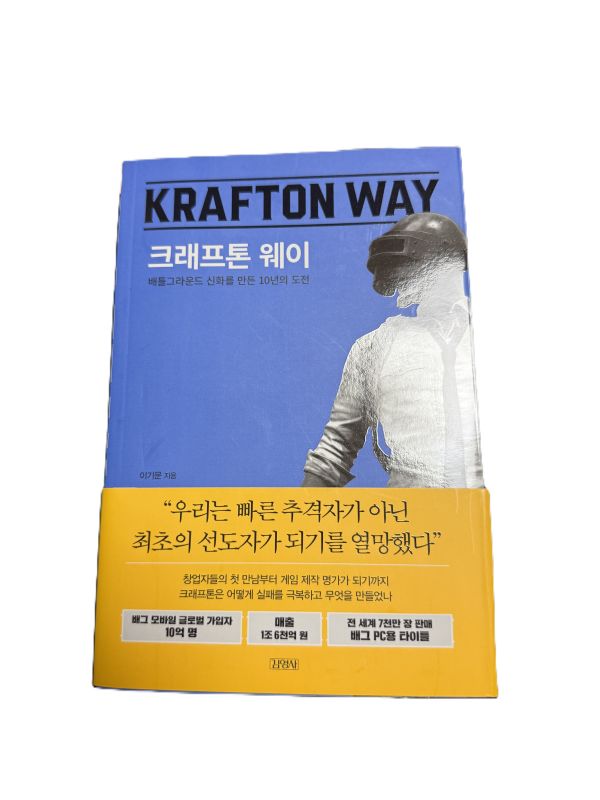 KRAFTON WAY
크래프톤 웨이
배틀그라운드 신화를 만든 10년의 도전
이기문 지음
“우리는 빠른 추격자가 아닌
최초의 선도자가 되기를 열망했다”
창업자들의 첫 만남부터 게임 제작 명가가 되기까지
크래프톤은 어떻게 실패를 극복하고 무엇을 만들었나
배그 모바일 글로벌 가입자
10억 명
매출
1조 6천억 원
전 세계 7천만 장 판매
배그 PC용 타이틀
김영사